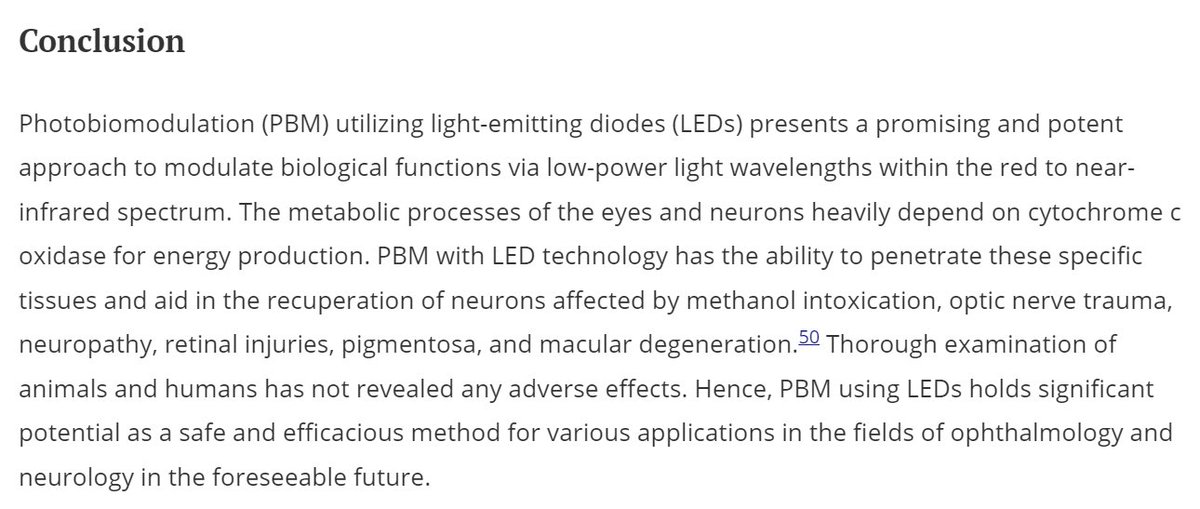 Conclusion
Photobiomodulation (PBM) utilizing light-emitting diodes (LEDs) presents a promising and potent
approach to modulate biological functions via low-power light wavelengths within the red to near-
infrared spectrum. The metabolic processes of the eyes and neurons heavily depend on cytochrome c
oxidase for energy production. PBM with LED technology has the ability to penetrate these specific
tissues and aid in the recuperation of neurons affected by methanol intoxication, optic nerve trauma,
neuropathy, retinal injuries, pigmentosa, and macular degeneration.50 Thorough examination of
animals and humans has not revealed any adverse effects. Hence, PBM using LEDs holds significant
potential as a safe and efficacious method for various applications in the fields of ophthalmology and
neurology in the foreseeable future.